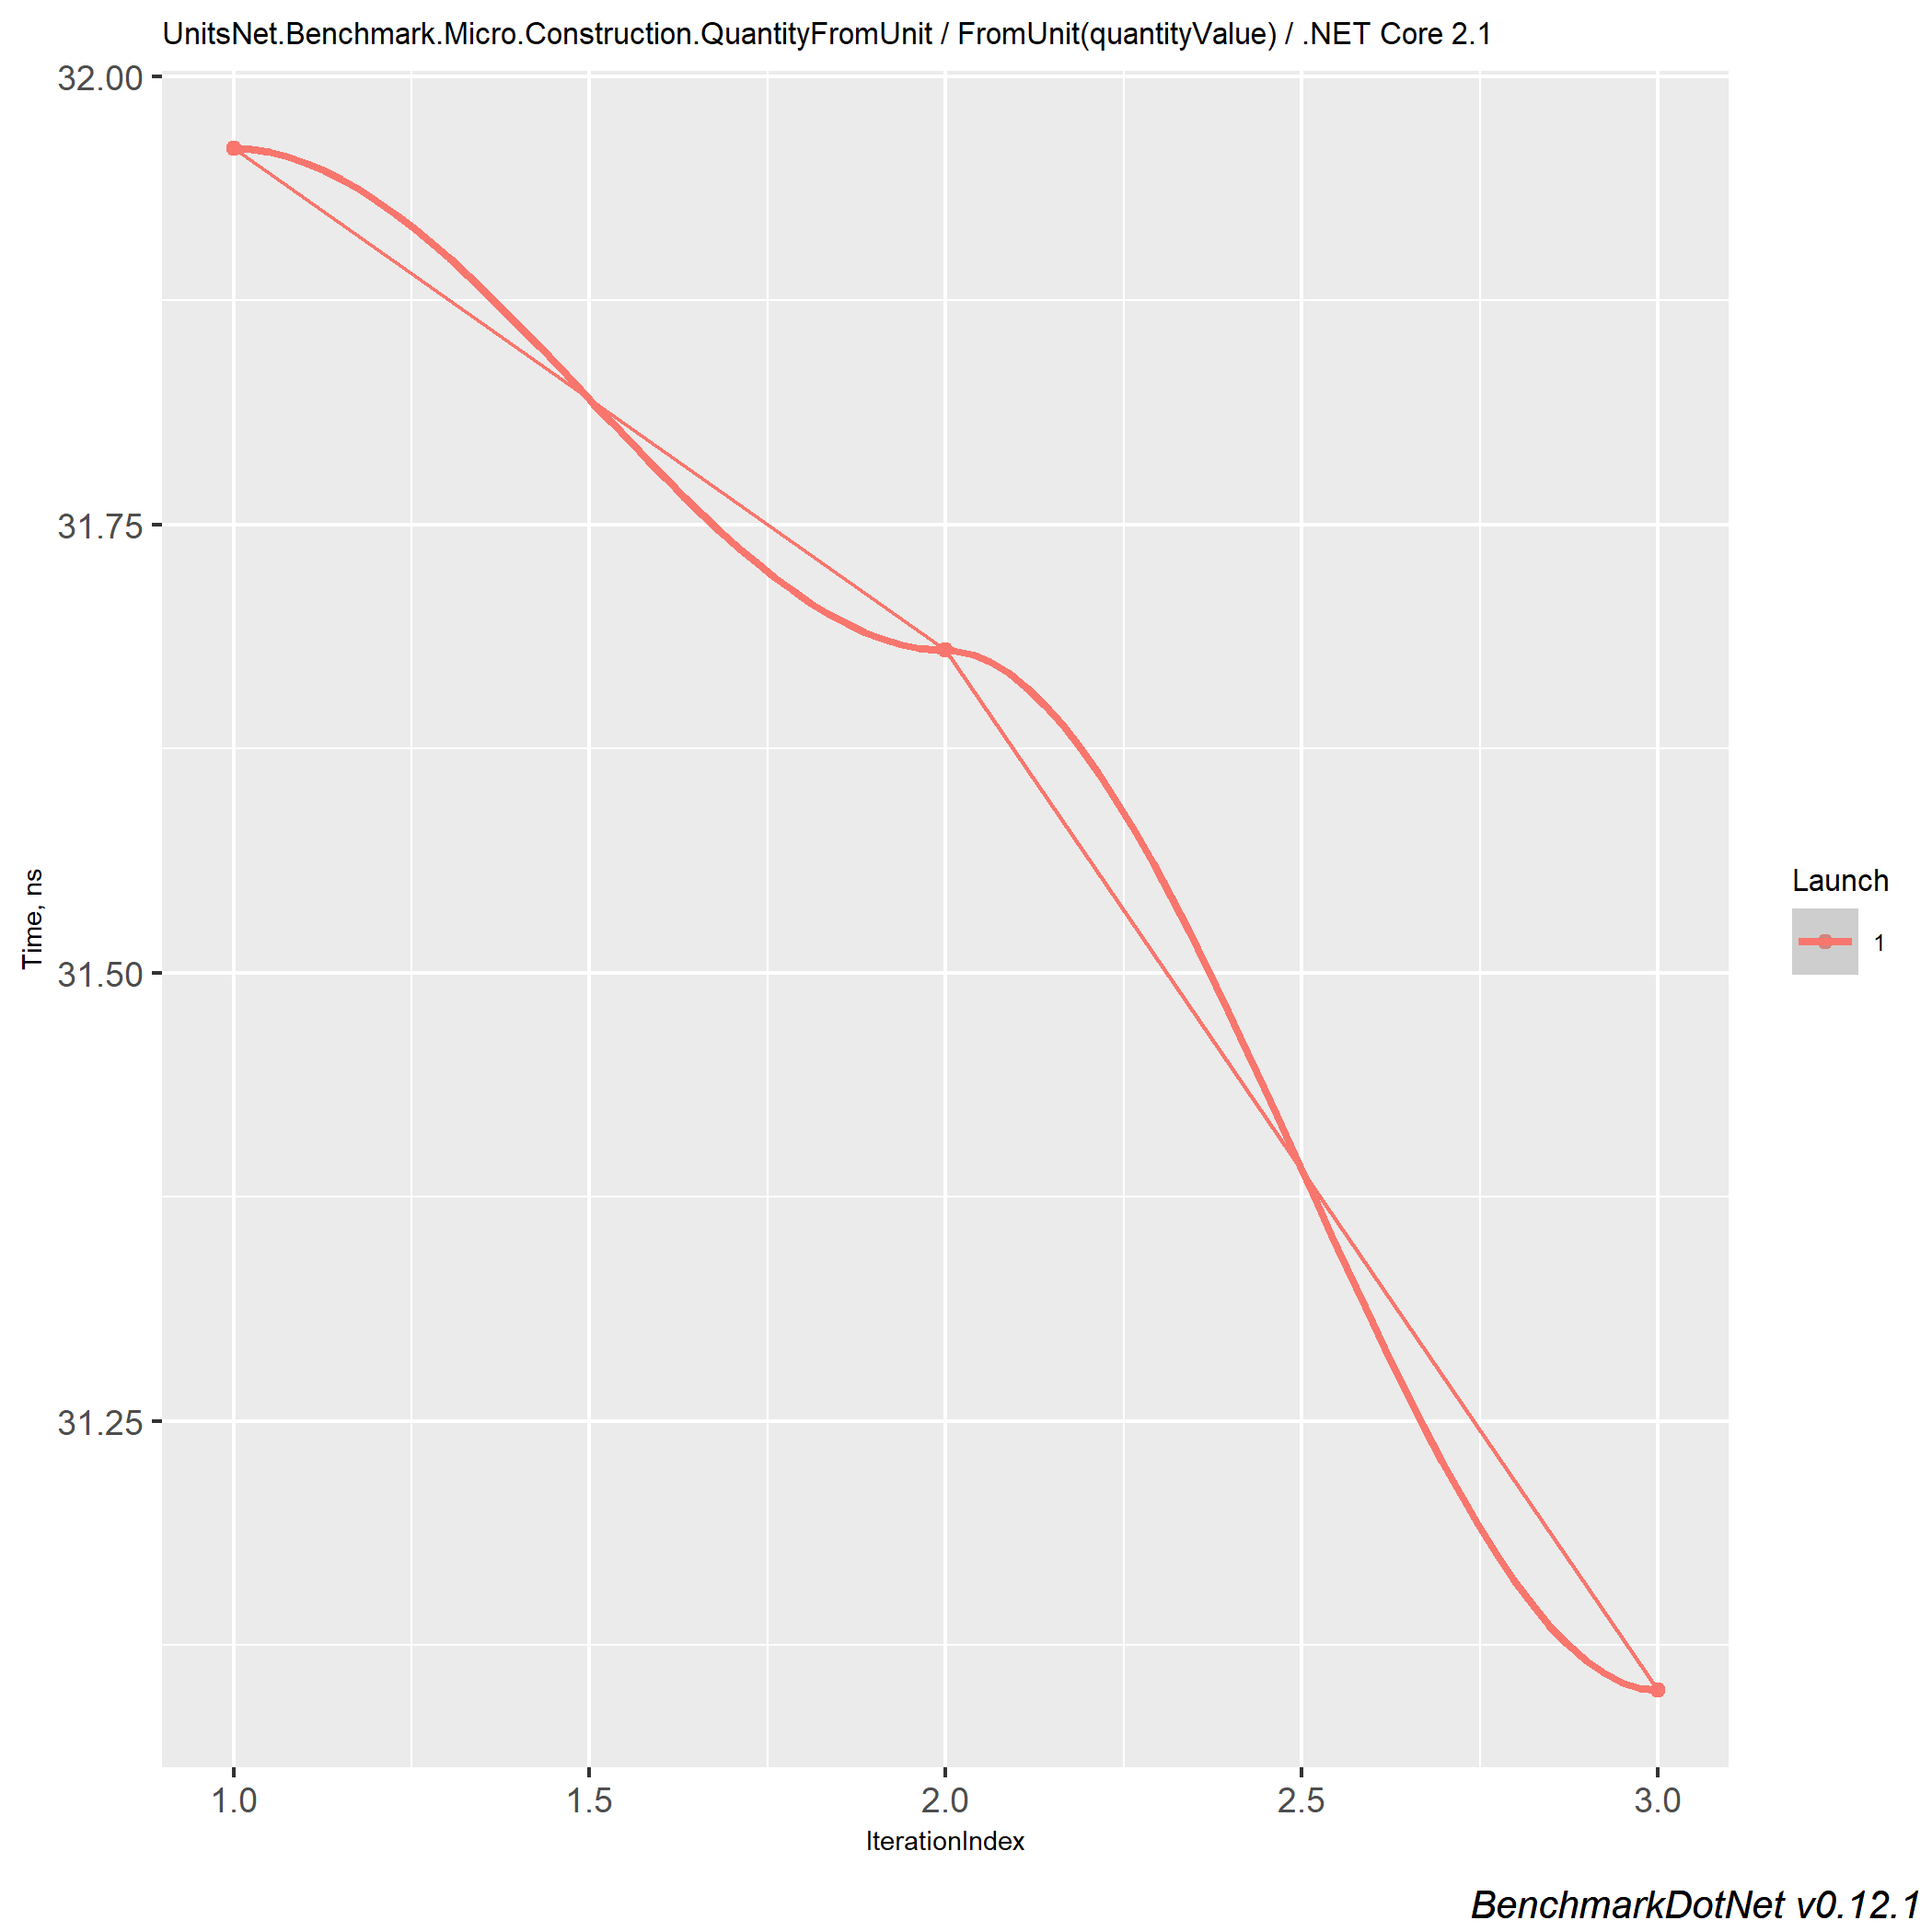 UnitsNet.Benchmark.Micro.Construction.QuantityFromUnit / FromUnit(quantityValue) / .NET Core 2.1
32.00
31.75
31.50
31.25
Time, ns
1.0 1.5 2.0 2.5 3.0
IterationIndex
Launch
1
BenchmarkDotNet v0.12.1